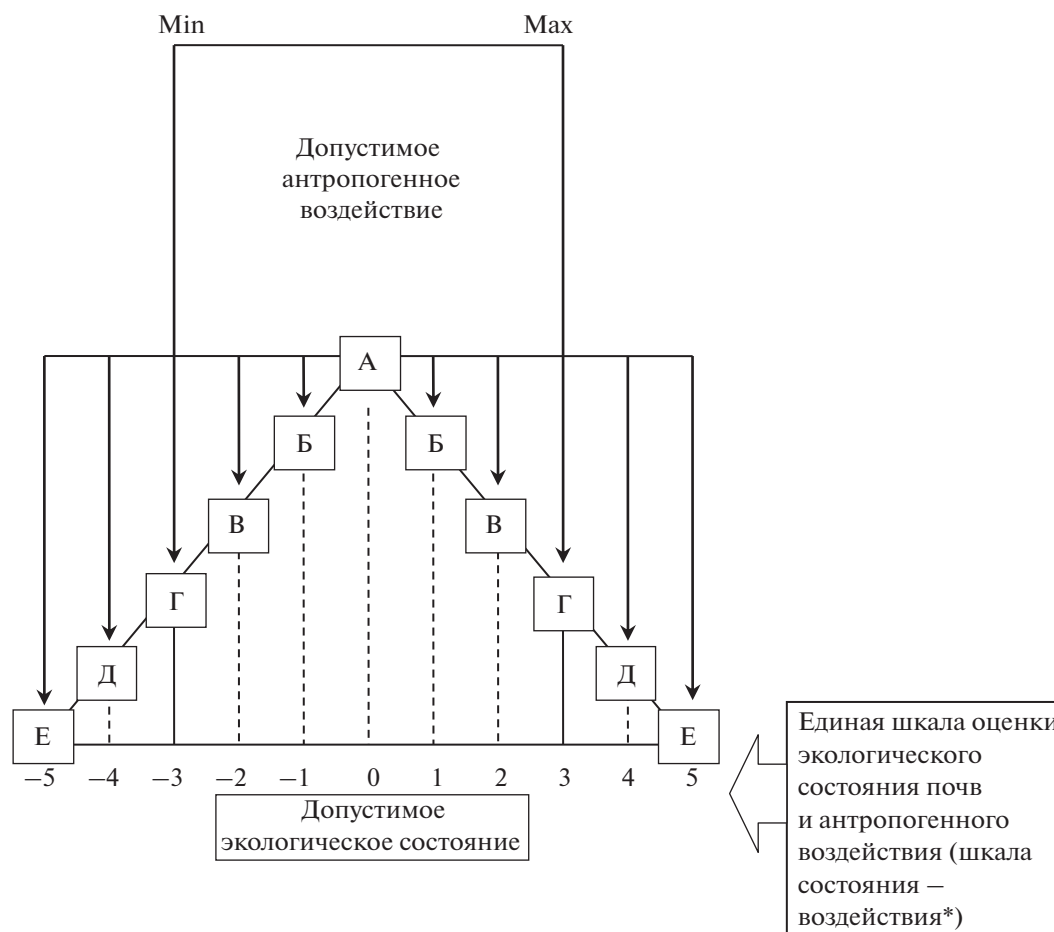 Min Max
Допустимое
антропогенное
воздействие
А
Б Б
В В
Г Г
Д Д
Е Е
−5 −4 −3 −2 −1 0 1 2 3 4 5
Допустимое
экологическое состояние
Единая шкала оценки
экологического
состояния почв
и антропогенного
воздействия (шкала
состояния −
воздействия*)